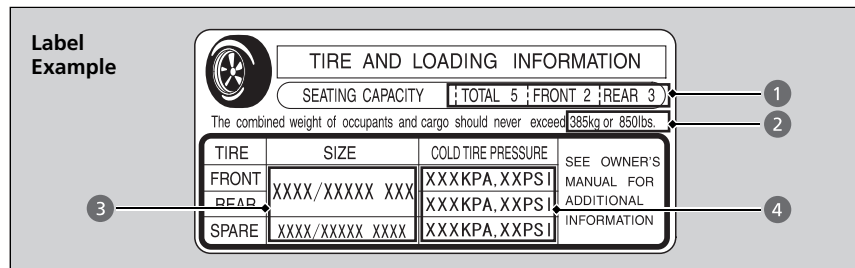 Label
Example
TIRE AND LOADING INFORMATION
SEATING CAPACITY TOTAL 5 FRONT 2 REAR 3
1
The combined weight of occupants and cargo should never exceed 385kg or 850lbs.
2
TIRE SIZE COLD TIRE PRESSURE
SEE OWNER'S
MANUAL FOR
ADDITIONAL
INFORMATION
FRONT XXXX/XXXXX XXX XXXKPA,XXPSI
REAR XXXKPA,XXPSI
3
4
SPARE XXXX/XXXXX XXXX XXXKPA,XXPSI